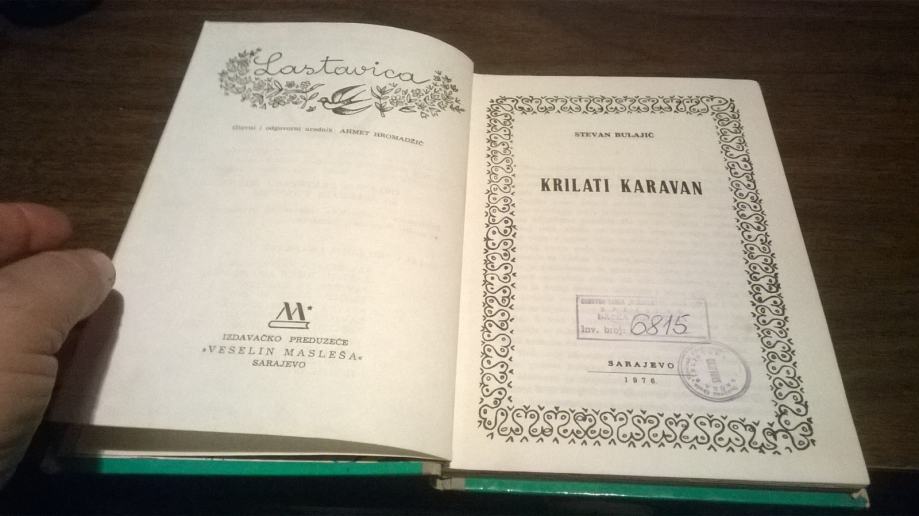 Lastavica
Glavni i odgovorni urednik AHMET HROMADŽIĆ
M
IZDAVAČKO PREDUZEĆE
»VESELIN MASLEŠA«
SARAJEVO
STEVAN BULAJIĆ
KRILATI KARAVAN
Inv. broj: 6815
SARAJEVO
1976